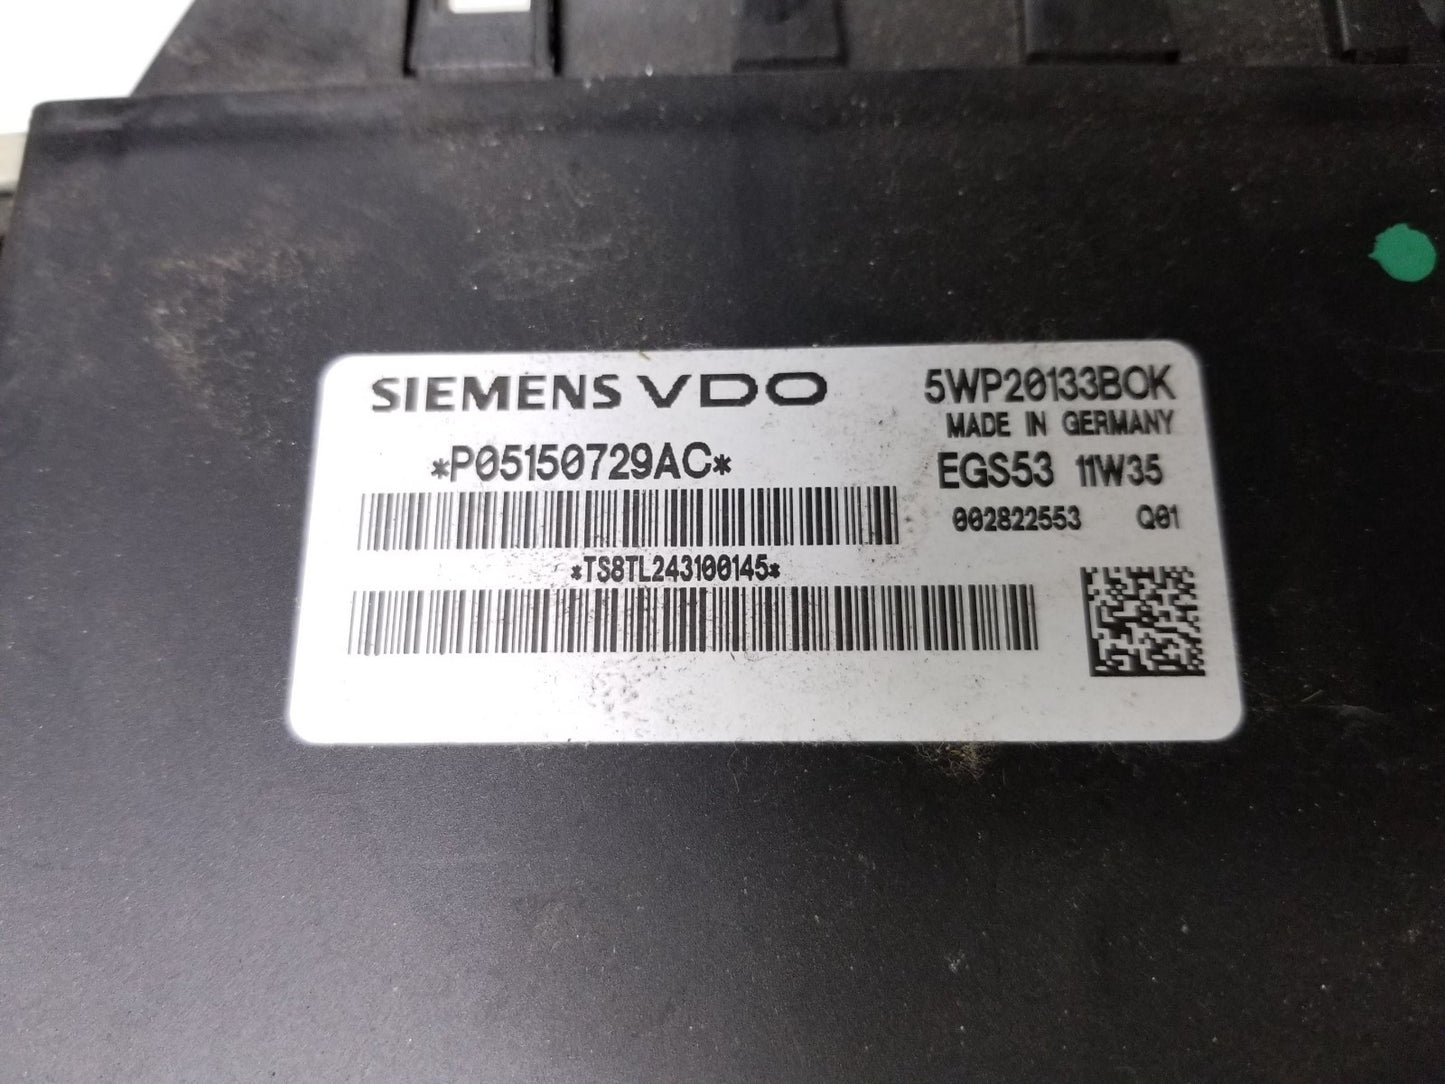 SIEMENS VDO 5WP20133BOK
MADE IN GERMANY
*P05150729AC* EGS53 11W35
002822553 Q01
*TS8TL243100145*